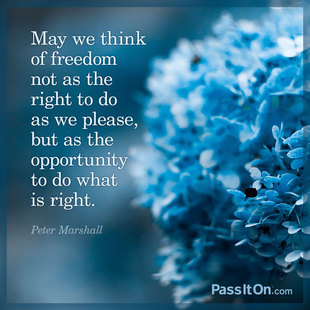 May we think
of freedom
not as the
right to do
as we please,
but as the
opportunity
to do what
is right.
Peter Marshall
PassItOn.com